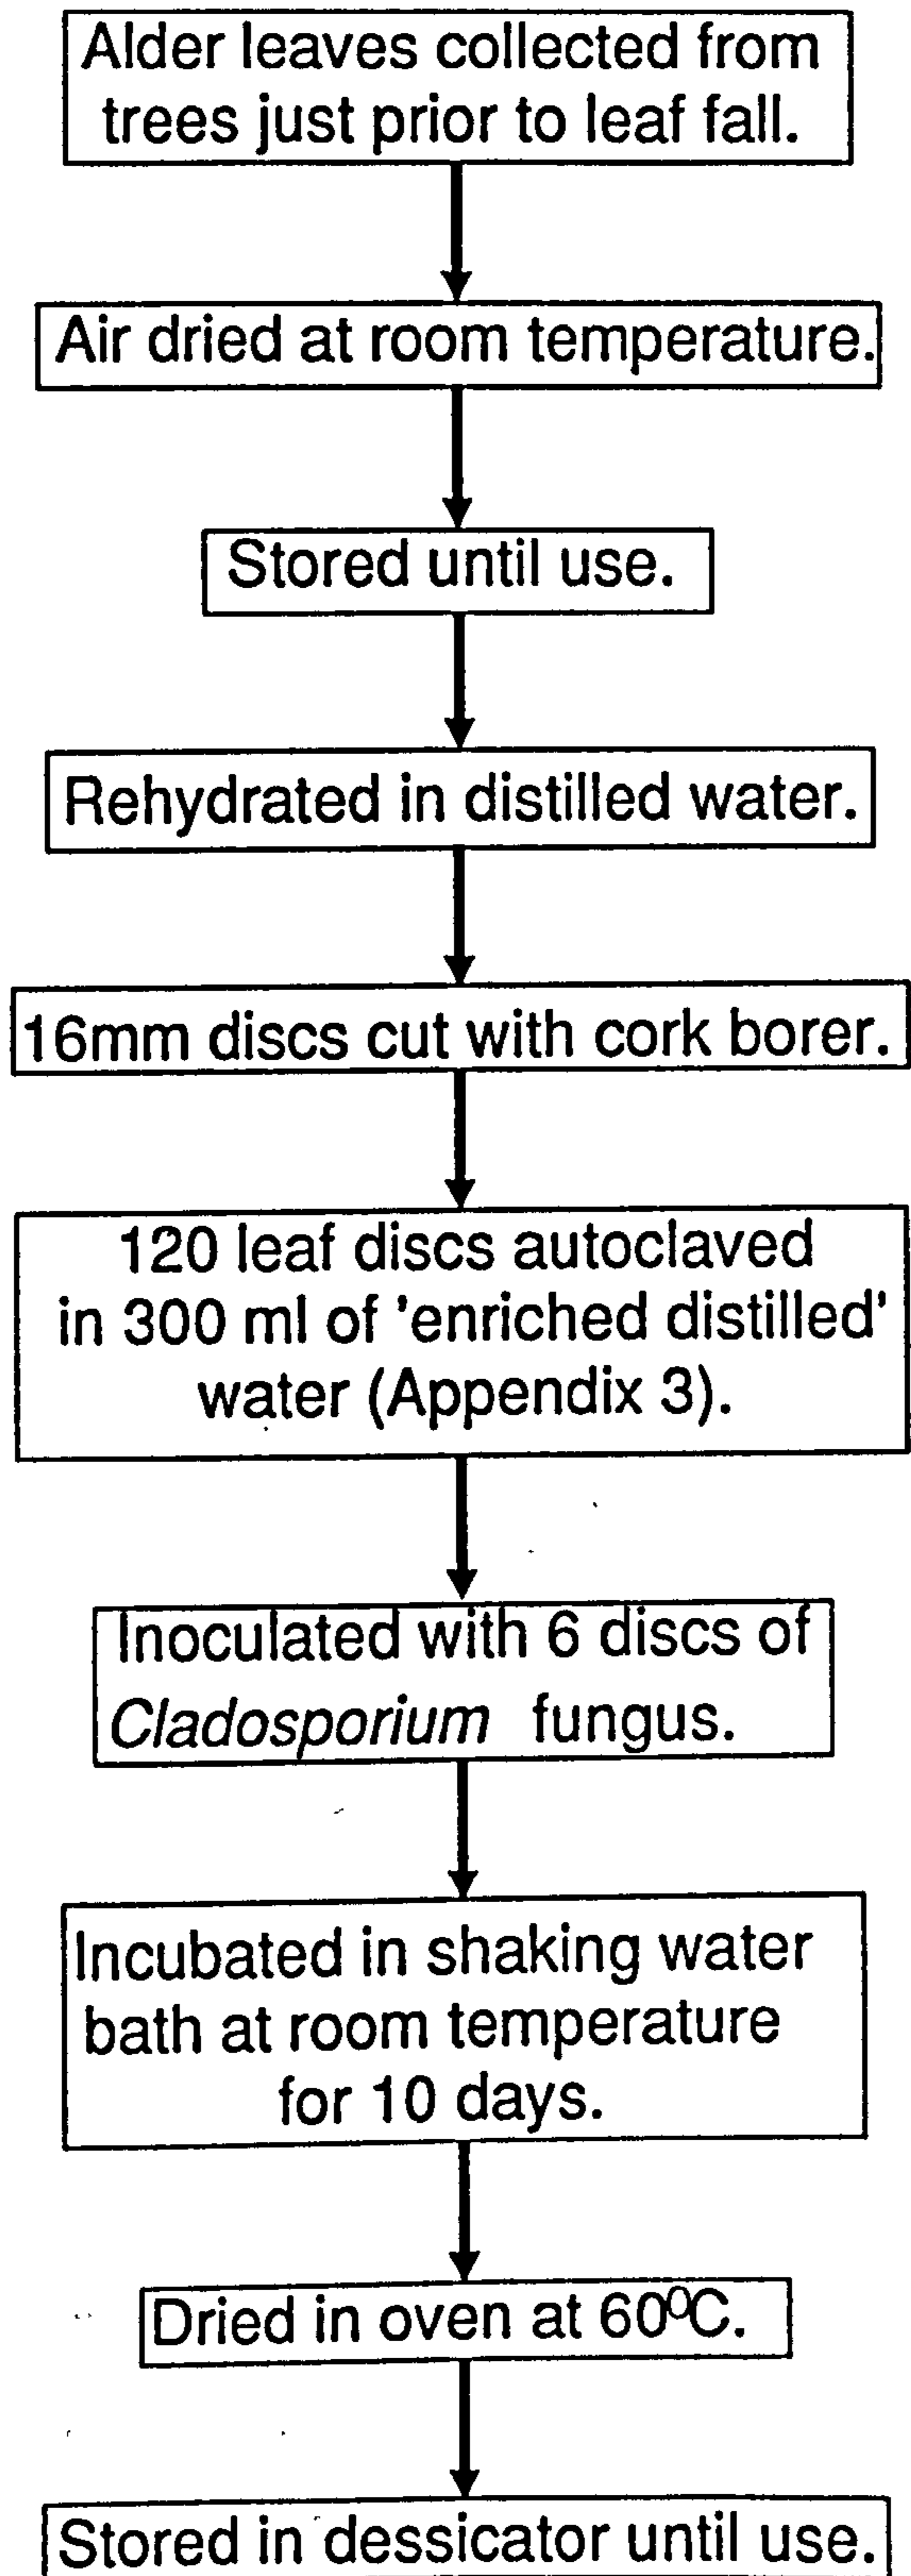 Alder leaves collected from
trees just prior to leaf fall.
Air dried at room temperature.
Stored until use.
Rehydrated in distilled water.
16mm discs cut with cork borer.
120 leaf discs autoclaved
in 300 ml of 'enriched distilled'
water (Appendix 3).
Inoculated with 6 discs of
Cladosporium fungus.
Incubated in shaking water
bath at room temperature
for 10 days.
Dried in oven at 60⁰C.
Stored in dessicator until use.